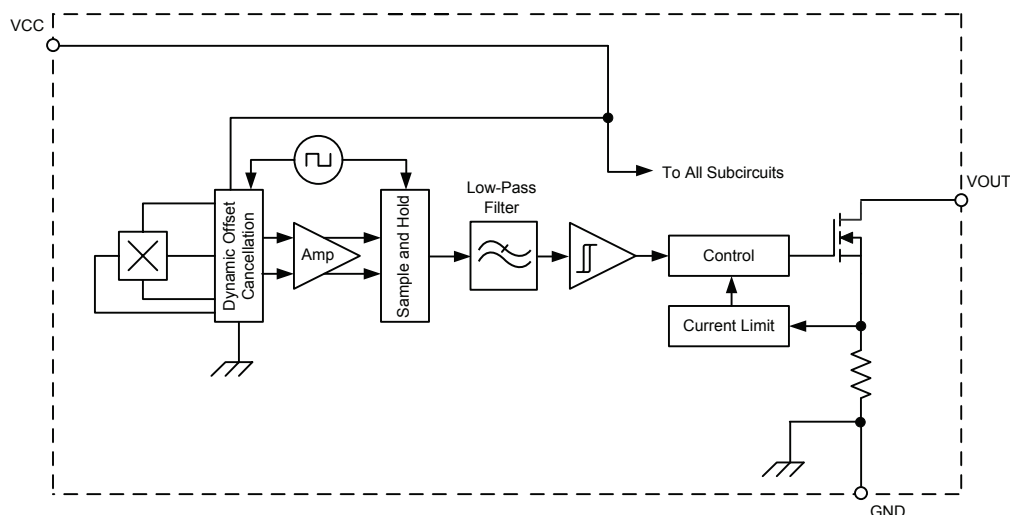 VCC
To All Subcircuits
VOUT
Low-Pass
Filter
Dynamic Offset
Cancellation
Amp
Sample and Hold
Control
Current Limit
GND